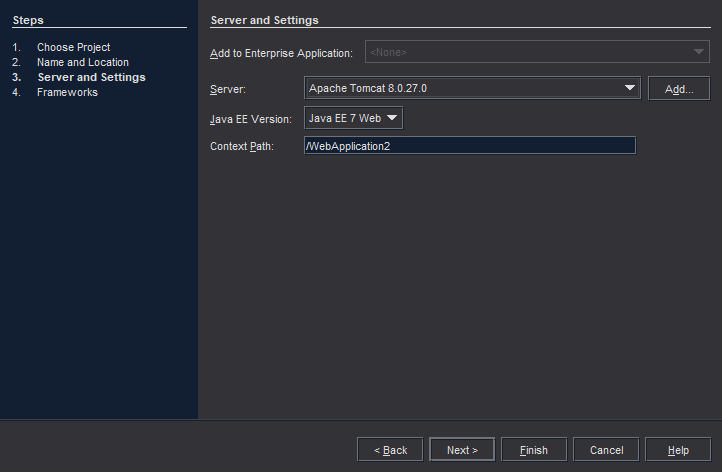 Steps
1. Choose Project
2. Name and Location
3. Server and Settings
4. Frameworks
Server and Settings
Add to Enterprise Application: <None>
Server: Apache Tomcat 8.0.27.0 Add...
Java EE Version: Java EE 7 Web
Context Path: /WebApplication2
< Back Next > Finish Cancel Help